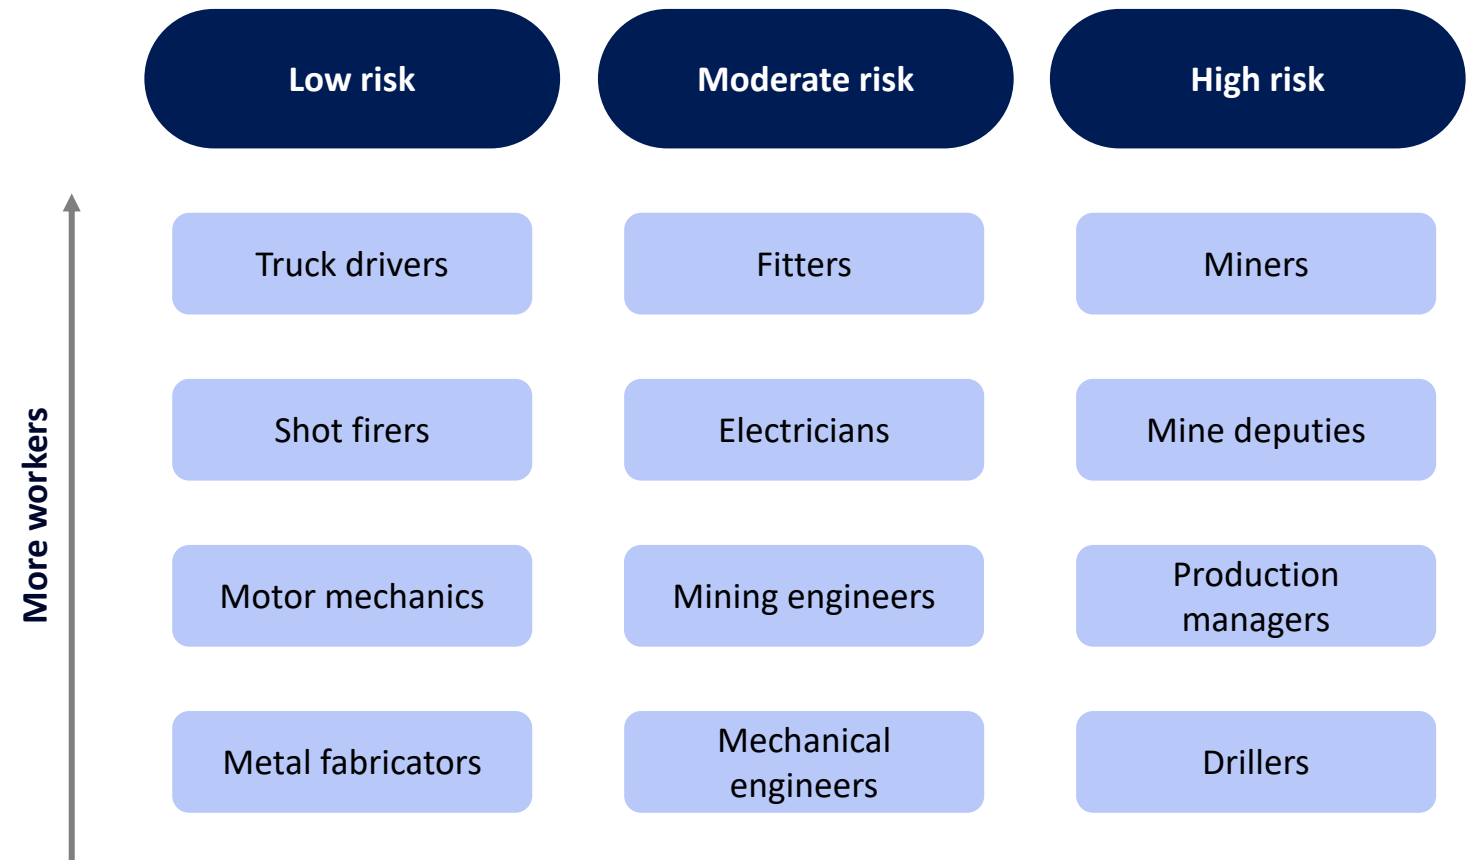 Low risk
Moderate risk
High risk
More workers
Truck drivers
Fitters
Miners
Shot firers
Electricians
Mine deputies
Motor mechanics
Mining engineers
Production
managers
Metal fabricators
Mechanical
engineers
Drillers